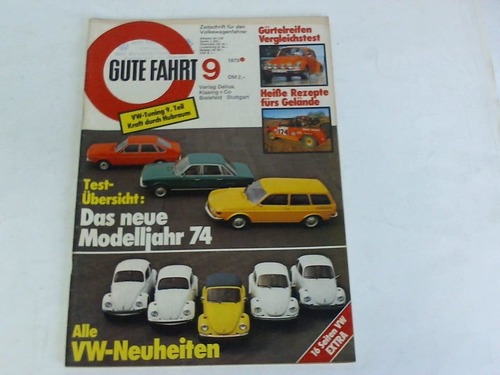 Zeitschrift für den
Volkswagenfahrer
GUTE FAHRT
9
1973
DM 2,-
Verlag Delius,
Klasing + Co
Bielefeld Stuttgart
VW-Tuning 9. Teil
Kraft durch Hubraum
Gürtelreifen
Vergleichstest
Heiße Rezepte
fürs Gelände
124
Test-
Übersicht:
Das neue
Modelljahr 74
Alle
VW-Neuheiten
16 Seiten VW
EXTRA